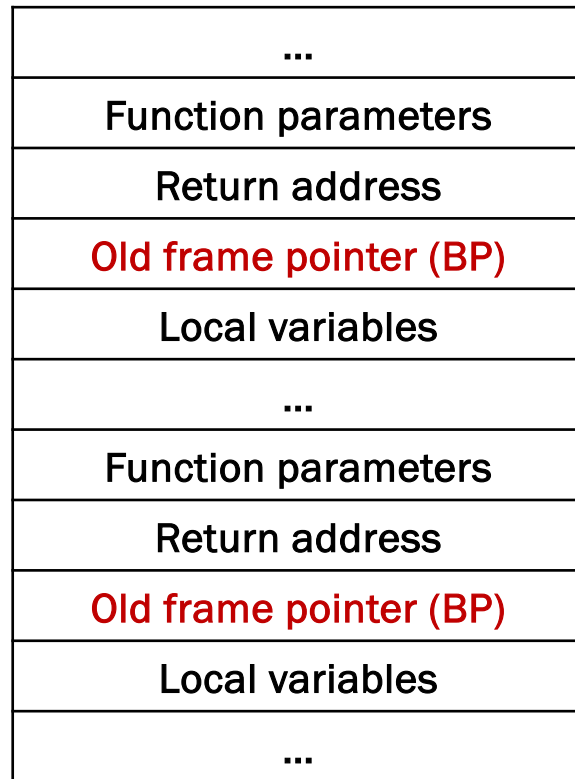 ...
Function parameters
Return address
Old frame pointer (BP)
Local variables
...
Function parameters
Return address
Old frame pointer (BP)
Local variables
...